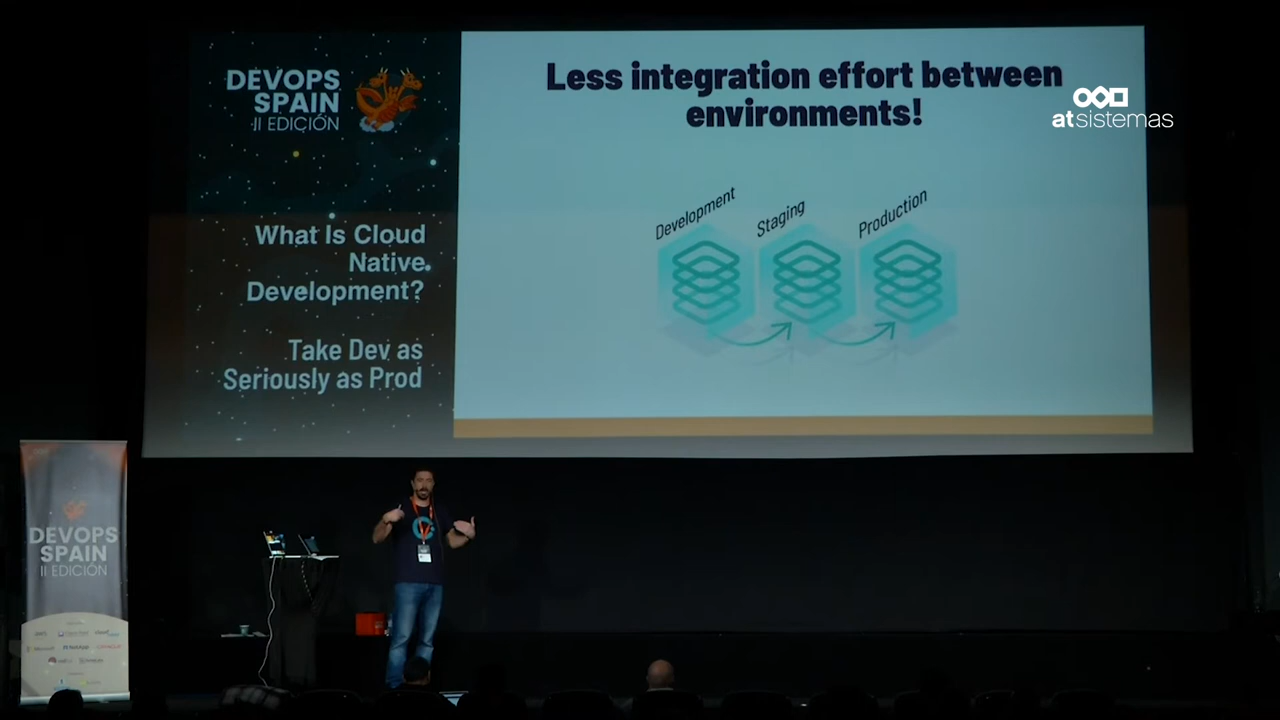 DEVOPS
SPAIN
II EDICIÓN
What Is Cloud
Native
Development?
Take Dev as
Seriously as Prod
Less integration effort between
environments!
atsistemas
Development
Staging
Production
DEVOPS
SPAIN
II EDICIÓN